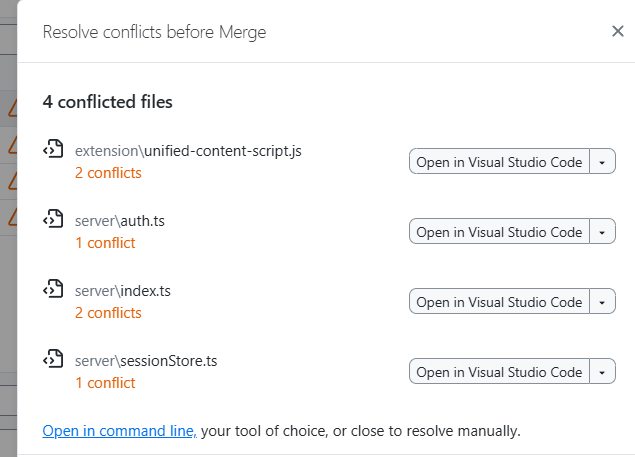 Resolve conflicts before Merge
4 conflicted files
extension\unified-content-script.js
2 conflicts
Open in Visual Studio Code
server\auth.ts
1 conflict
Open in Visual Studio Code
server\index.ts
2 conflicts
Open in Visual Studio Code
server\sessionStore.ts
1 conflict
Open in Visual Studio Code
Open in command line, your tool of choice, or close to resolve manually.